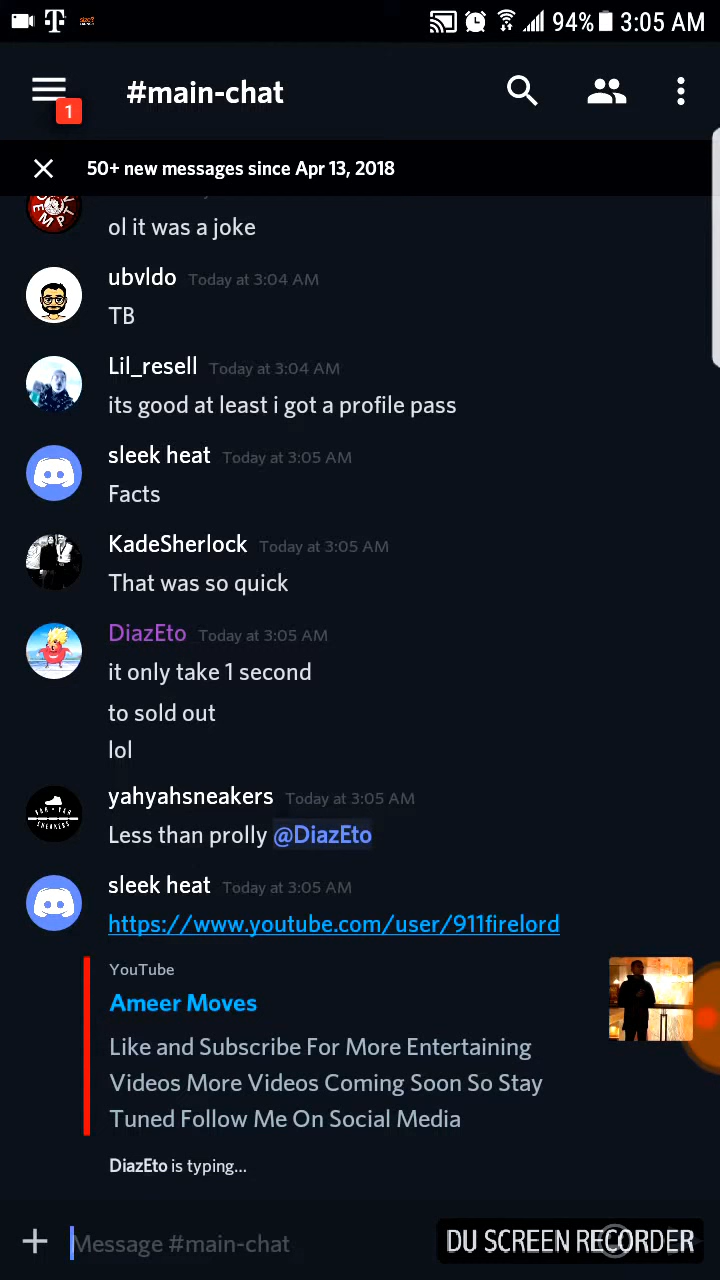 94% 3:05 AM
#main-chat
1
50+ new messages since Apr 13, 2018
ol it was a joke
ubvldo Today at 3:04 AM
TB
Lil_resell Today at 3:04 AM
its good at least i got a profile pass
sleek heat Today at 3:05 AM
Facts
KadeSherlock Today at 3:05 AM
That was so quick
DiazEto Today at 3:05 AM
it only take 1 second
to sold out
lol
yahyahsneakers Today at 3:05 AM
Less than prolly @DiazEto
sleek heat Today at 3:05 AM
https://www.youtube.com/user/911firelord
YouTube
Ameer Moves
Like and Subscribe For More Entertaining
Videos More Videos Coming Soon So Stay
Tuned Follow Me On Social Media
DiazEto is typing...
Message #main-chat
DU SCREEN RECORDER